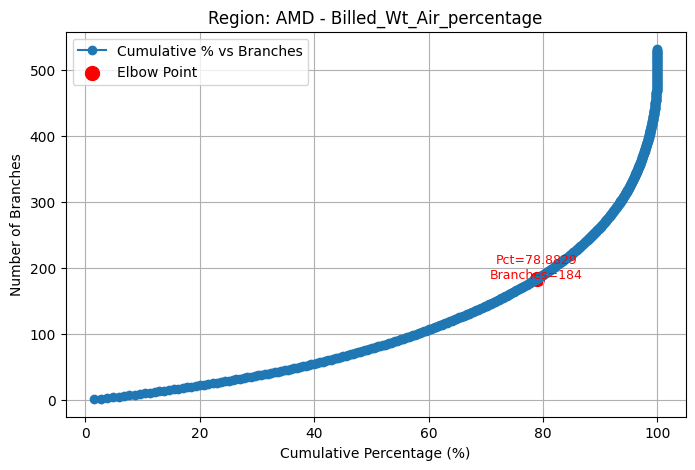 Region: AMD - Billed_Wt_Air_percentage
Cumulative % vs Branches
Elbow Point
Number of Branches
500
400
300
200
100
0
Pct=78.8829
Branches=184
0 20 40 60 80 100
Cumulative Percentage (%)